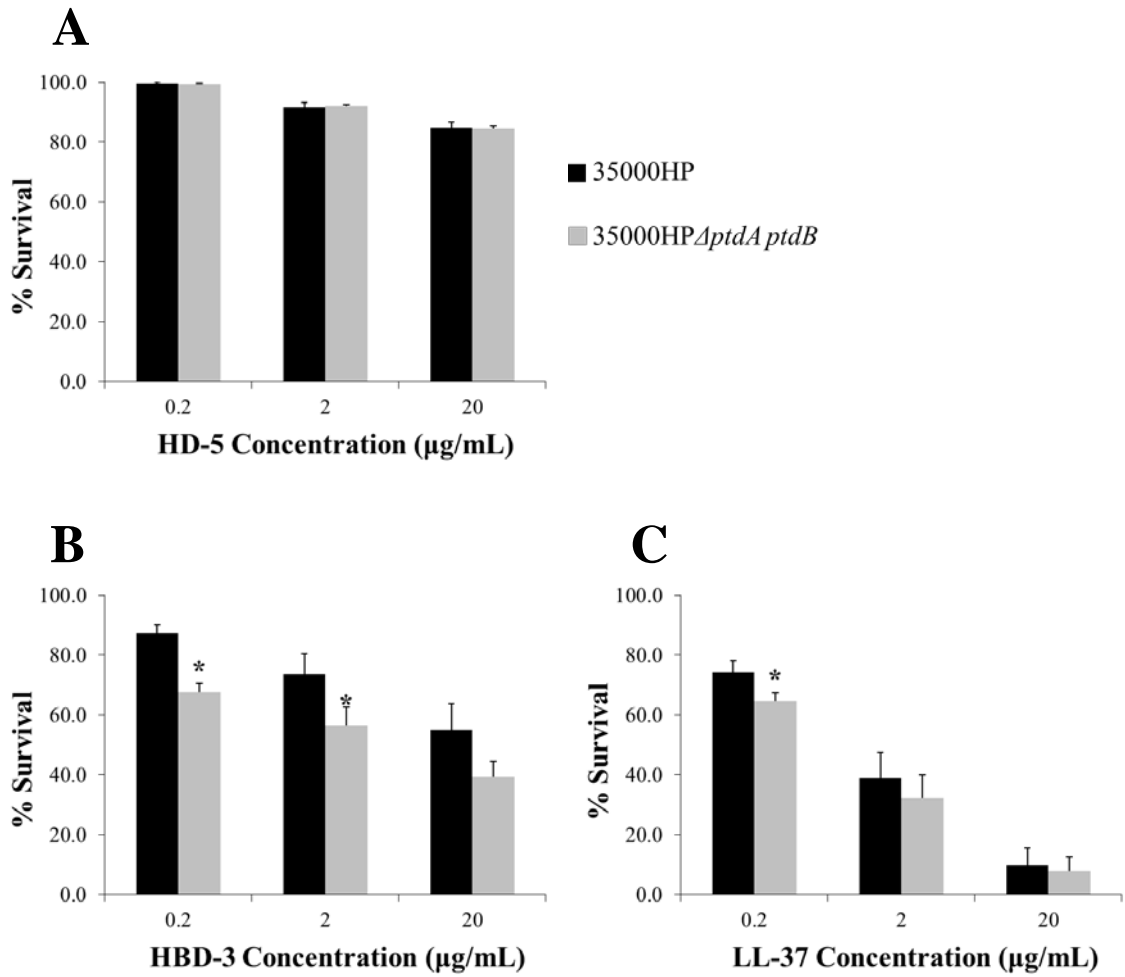 A
100.0
80.0
60.0
40.0
20.0
0.0
% Survival
0.2 2 20
HD-5 Concentration (µg/mL)
35000HP
35000HPΔptdA ptdB
B
100.0
80.0
60.0
40.0
20.0
0.0
% Survival
* *
0.2 2 20
HBD-3 Concentration (µg/mL)
C
100.0
80.0
60.0
40.0
20.0
0.0
% Survival
*
0.2 2 20
LL-37 Concentration (µg/mL)